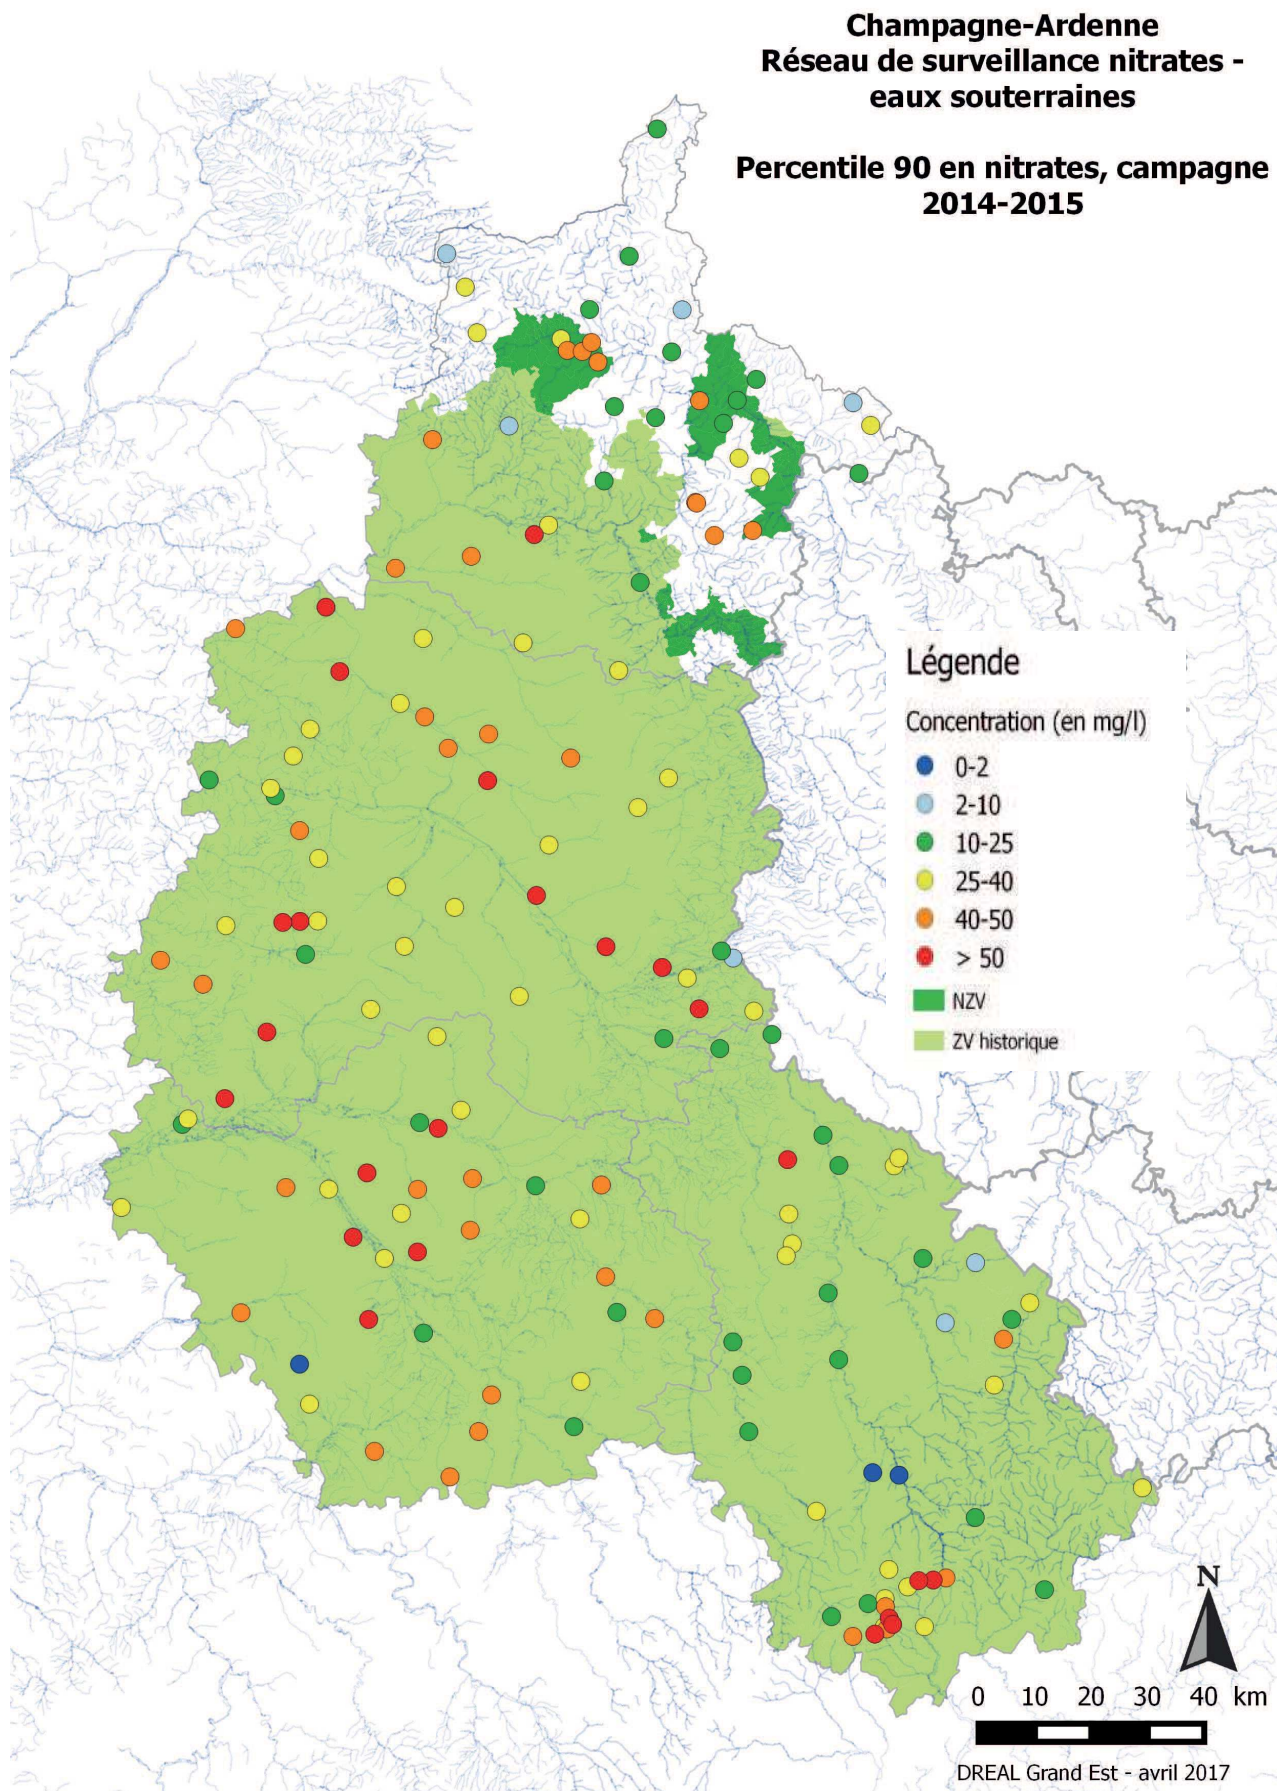 Champagne-Ardenne
Réseau de surveillance nitrates -
eaux souterraines
Percentile 90 en nitrates, campagne
2014-2015
Légende
Concentration (en mg/l)
0-2
2-10
10-25
25-40
40-50
> 50
NZV
ZV historique
N
0 10 20 30 40 km
DREAL Grand Est - avril 2017